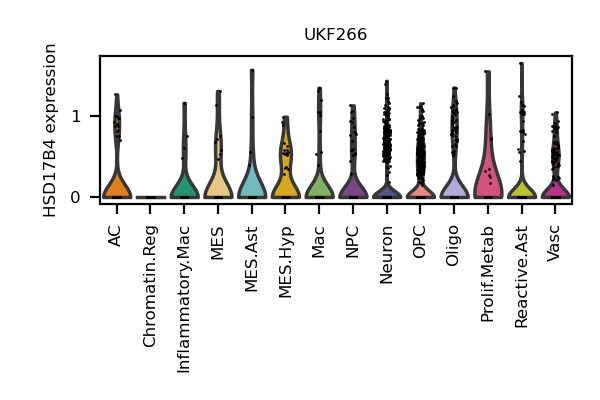 UKF266
HSD17B4 expression
1
0
AC
Chromatin.Reg
Inflammatory.Mac
MES
MES.Ast
MES.Hyp
Mac
NPC
Neuron
OPC
Oligo
Prolif.Metab
Reactive.Ast
Vasc